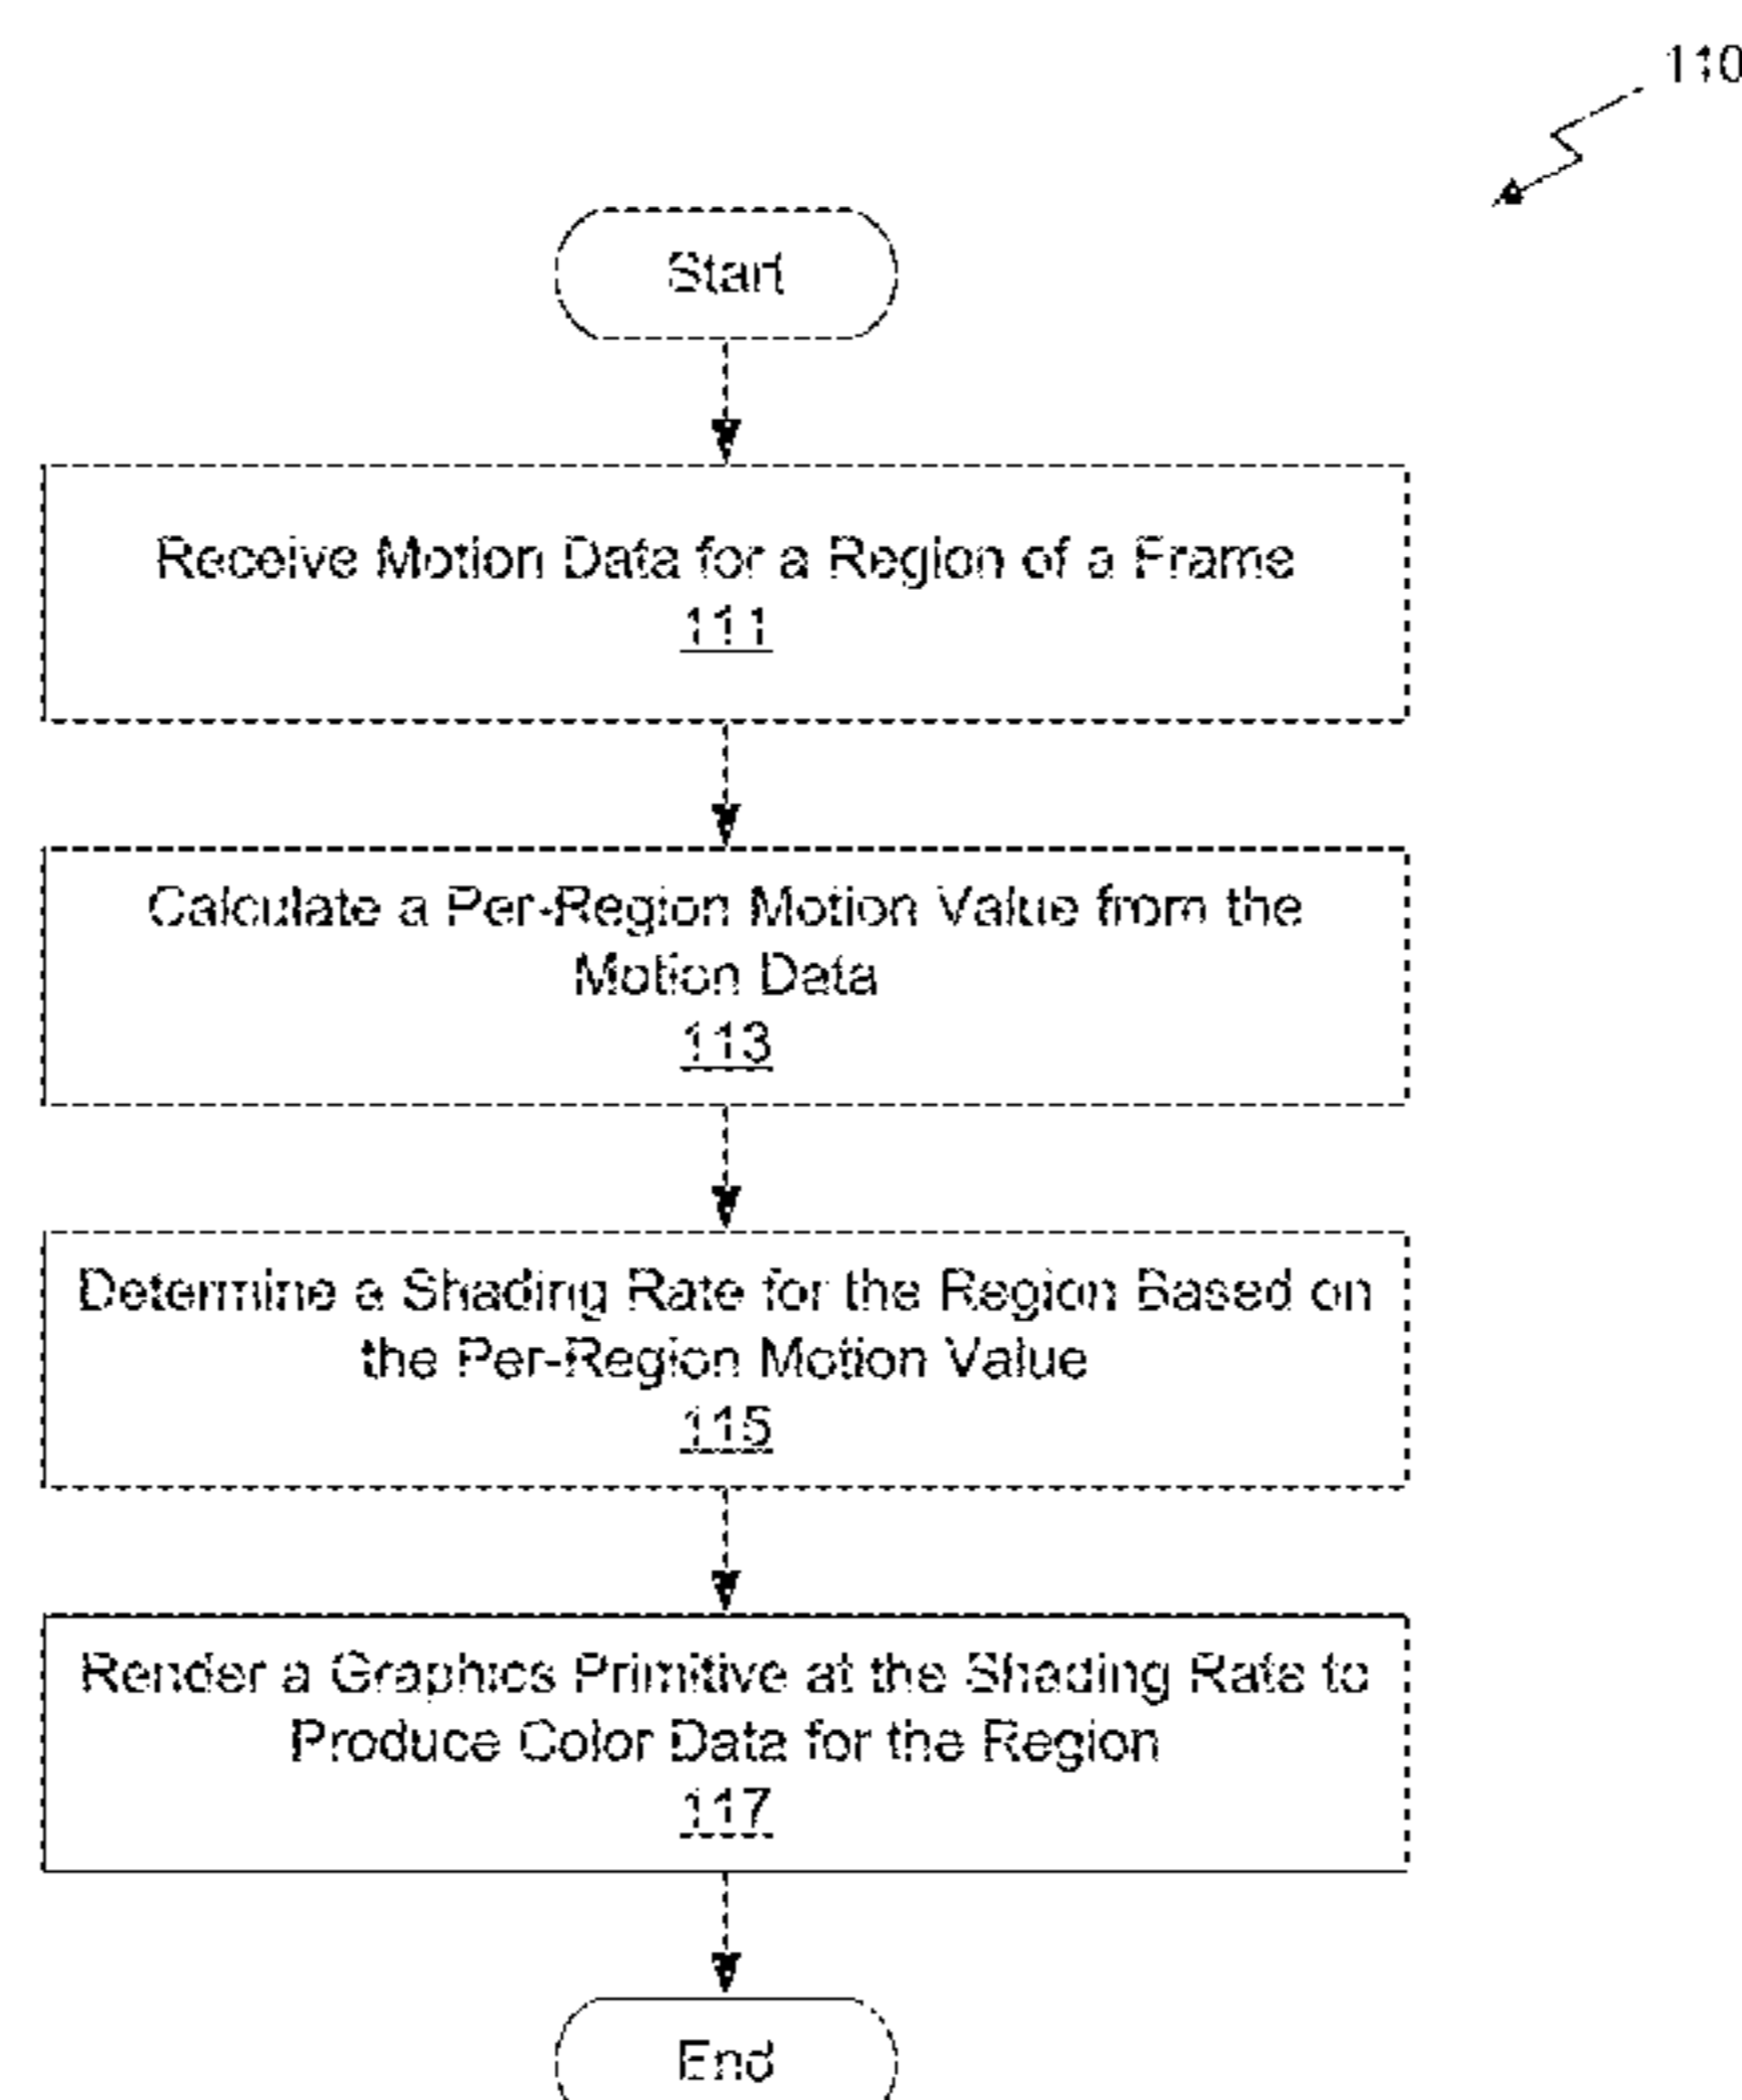 110
Start
Receive Motion Data for a Region of a Frame
111
Calculate a Per-Region Motion Value from the
Motion Data
113
Determine a Shading Rate for the Region Based on
the Per-Region Motion Value
115
Render a Graphics Primitive at the Shading Rate to
Produce Color Data for the Region
117
End